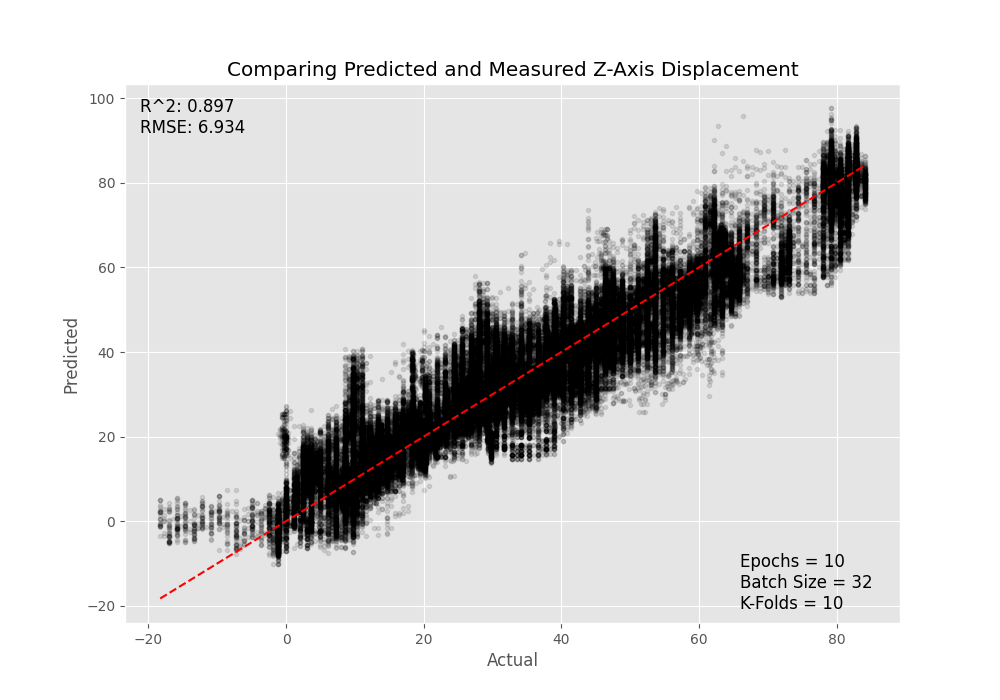 Comparing Predicted and Measured Z-Axis Displacement
R^2: 0.897
RMSE: 6.934
100
80
60
40
20
0
−20
Predicted
Epochs = 10
Batch Size = 32
K-Folds = 10
−20 0 20 40 60 80
Actual